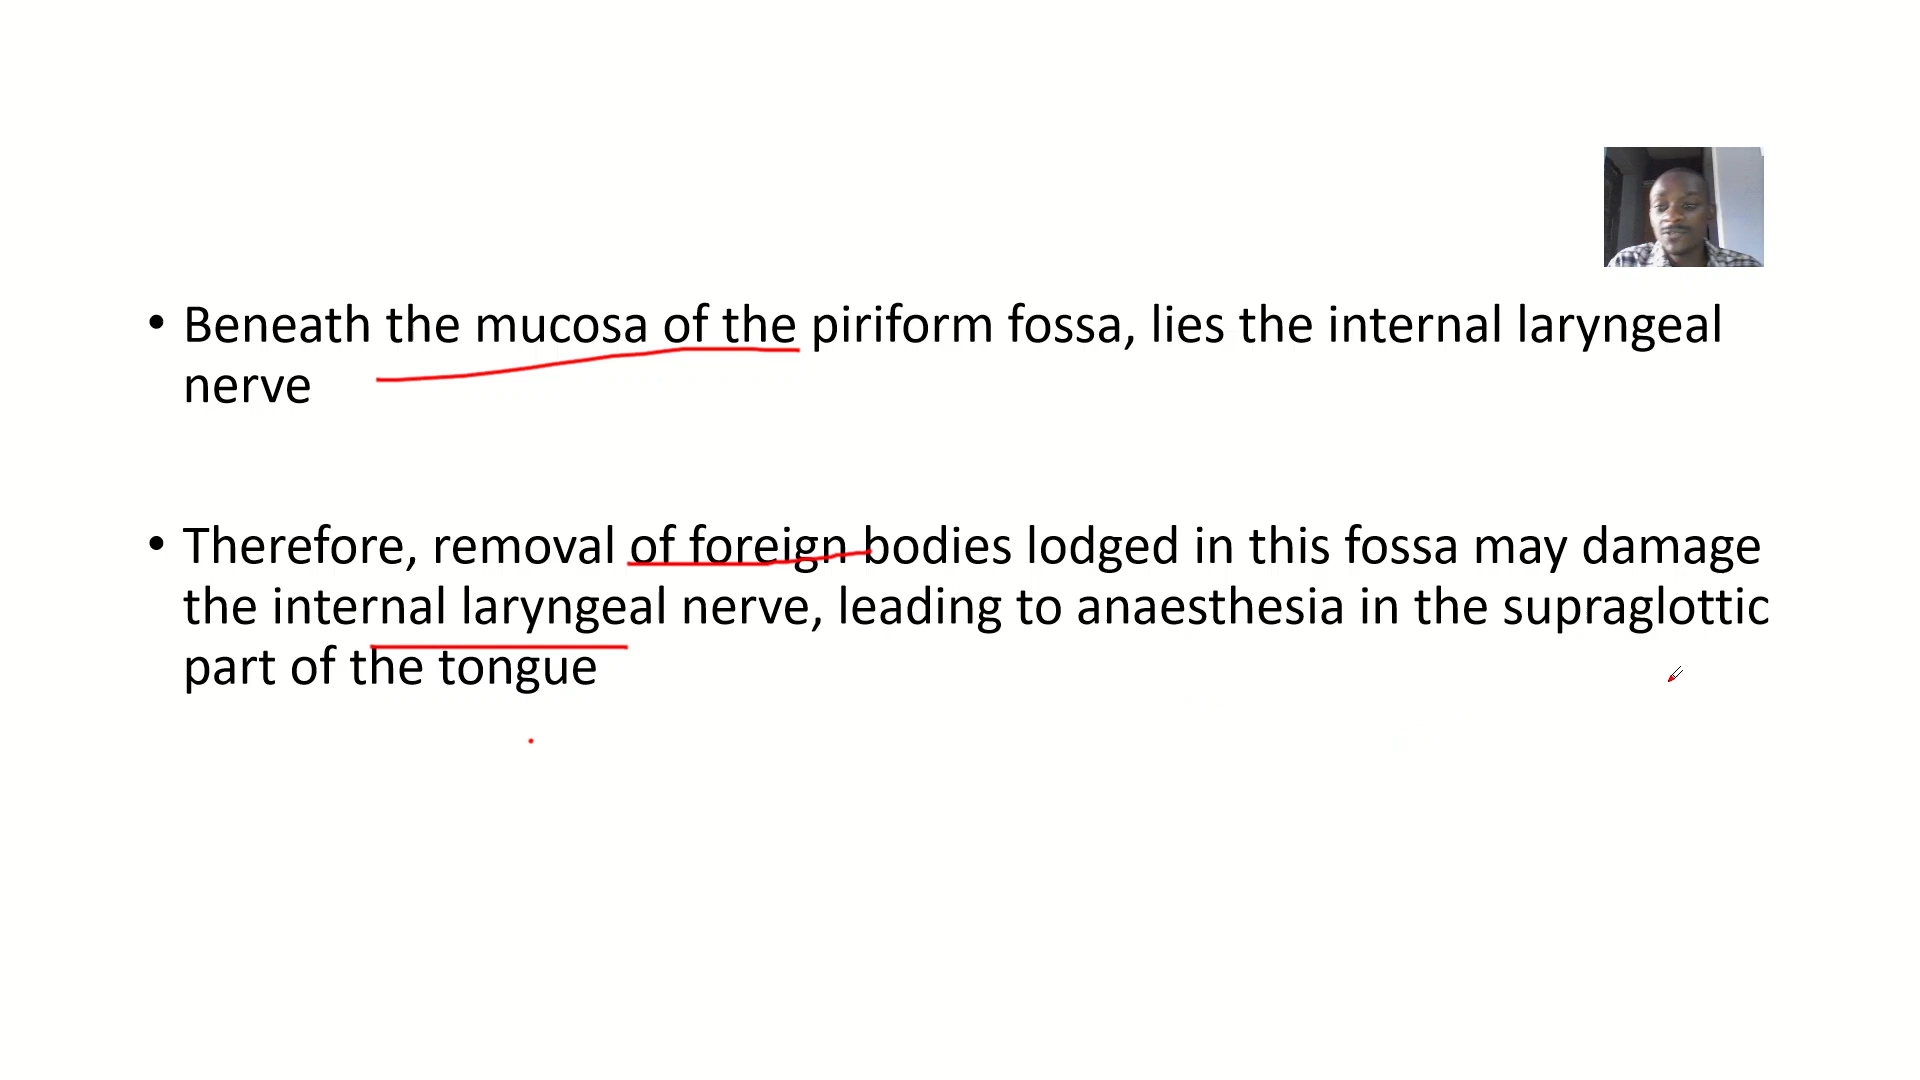 • Beneath the mucosa of the piriform fossa, lies the internal laryngeal
nerve
• Therefore, removal of foreign bodies lodged in this fossa may damage
the internal laryngeal nerve, leading to anaesthesia in the supraglottic
part of the tongue